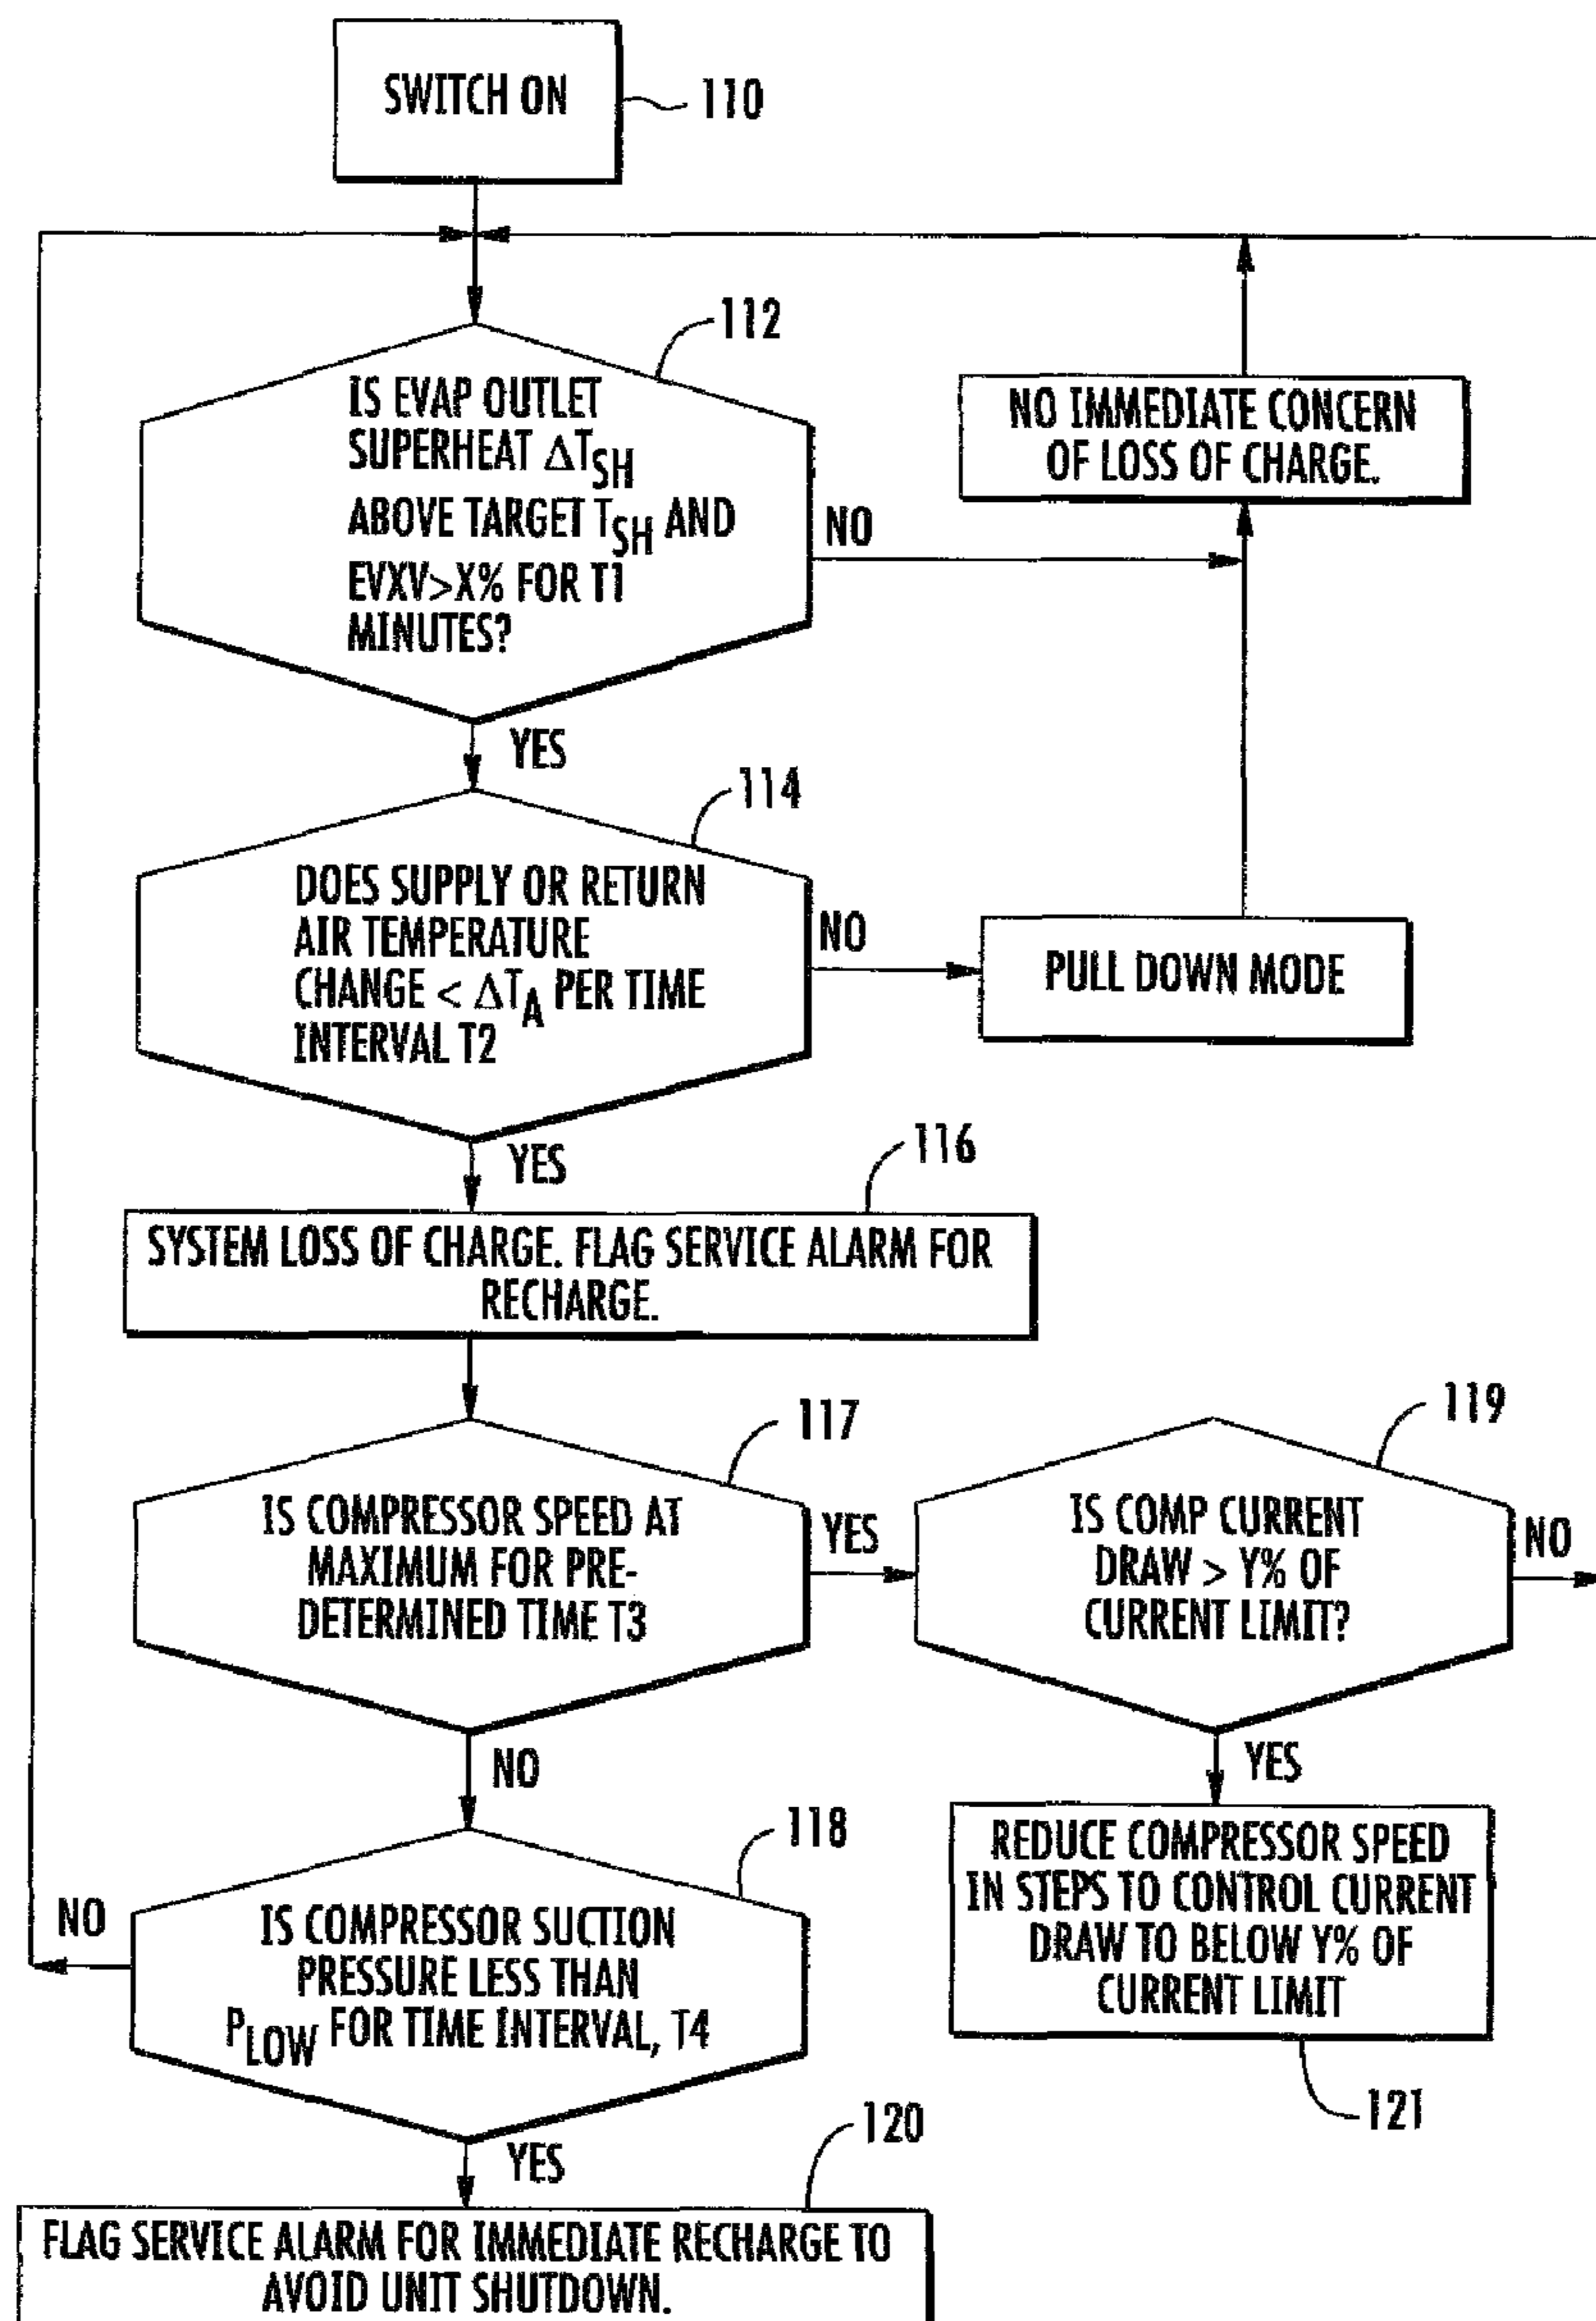 SWITCH ON
110
112
IS EVAP OUTLET
SUPERHEAT ΔTSH
ABOVE TARGET TSH AND
EVXV>X% FOR T1
MINUTES?
NO
NO IMMEDIATE CONCERN
OF LOSS OF CHARGE.
YES
114
DOES SUPPLY OR RETURN
AIR TEMPERATURE
CHANGE < ΔTA PER TIME
INTERVAL T2
NO
PULL DOWN MODE
YES
116
SYSTEM LOSS OF CHARGE. FLAG SERVICE ALARM FOR
RECHARGE.
117
IS COMPRESSOR SPEED AT
MAXIMUM FOR PRE-
DETERMINED TIME T3
YES
119
IS COMP CURRENT
DRAW > Y% OF
CURRENT LIMIT?
NO
NO
YES
118
IS COMPRESSOR SUCTION
PRESSURE LESS THAN
PLOW FOR TIME INTERVAL, T4
NO
REDUCE COMPRESSOR SPEED
IN STEPS TO CONTROL CURRENT
DRAW TO BELOW Y% OF
CURRENT LIMIT
121
YES
120
FLAG SERVICE ALARM FOR IMMEDIATE RECHARGE TO
AVOID UNIT SHUTDOWN.